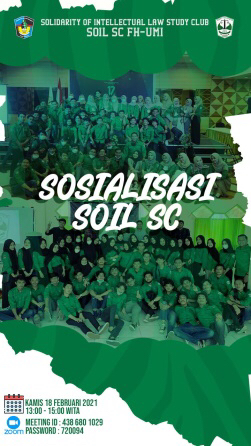 SOLIDARITY OF INTELLECTUAL LAW STUDY CLUB
SOIL SC FH-UMI
SOSIALISASI
SOIL SC
KAMIS 18 FEBRUARI 2021
13:00 - 15:00 WITA
MEETING ID : 438 680 1029
PASSWORD : 720094
zoom